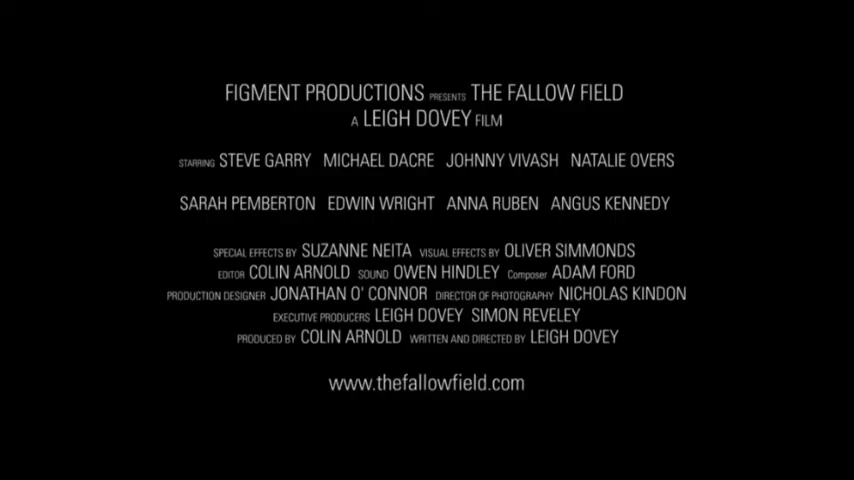 FIGMENT PRODUCTIONS PRESENTS THE FALLOW FIELD
A LEIGH DOVEY FILM
STARRING STEVE GARRY MICHAEL DACRE JOHNNY VIVASH NATALIE OVERS
SARAH PEMBERTON EDWIN WRIGHT ANNA RUBEN ANGUS KENNEDY
SPECIAL EFFECTS BY SUZANNE NEITA VISUAL EFFECTS BY OLIVER SIMMONDS
EDITOR COLIN ARNOLD SOUND OWEN HINDLEY Composer ADAM FORD
PRODUCTION DESIGNER JONATHAN O' CONNOR DIRECTOR OF PHOTOGRAPHY NICHOLAS KINDON
EXECUTIVE PRODUCERS LEIGH DOVEY SIMON REVELEY
PRODUCED BY COLIN ARNOLD WRITTEN AND DIRECTED BY LEIGH DOVEY
www.thefallowfield.com